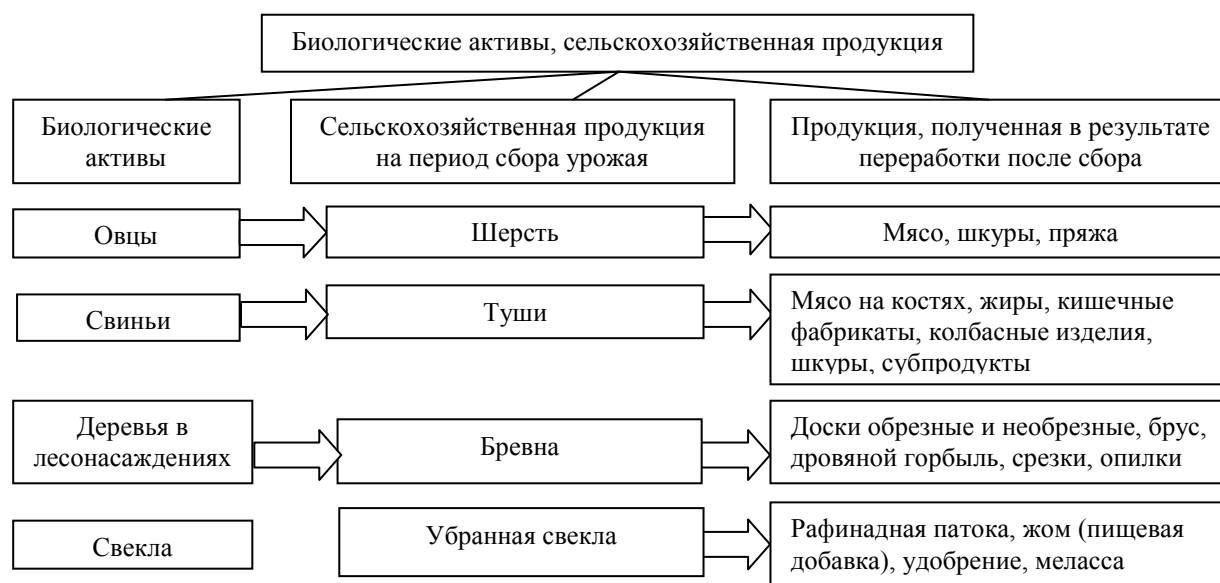 Биологические активы, сельскохозяйственная продукция
Биологические
активы
Сельскохозяйственная продукция
на период сбора урожая
Продукция, полученная в результате
переработки после сбора
Овцы
Шерсть
Мясо, шкуры, пряжа
Свиньи
Туши
Мясо на костях, жиры, кишечные
фабрикаты, колбасные изделия,
шкуры, субпродукты
Деревья в
лесонасаждениях
Бревна
Доски обрезные и необрезные, брус,
дровяной горбыль, срезки, опилки
Свекла
Убранная свекла
Рафинадная патока, жом (пищевая
добавка), удобрение, меласса